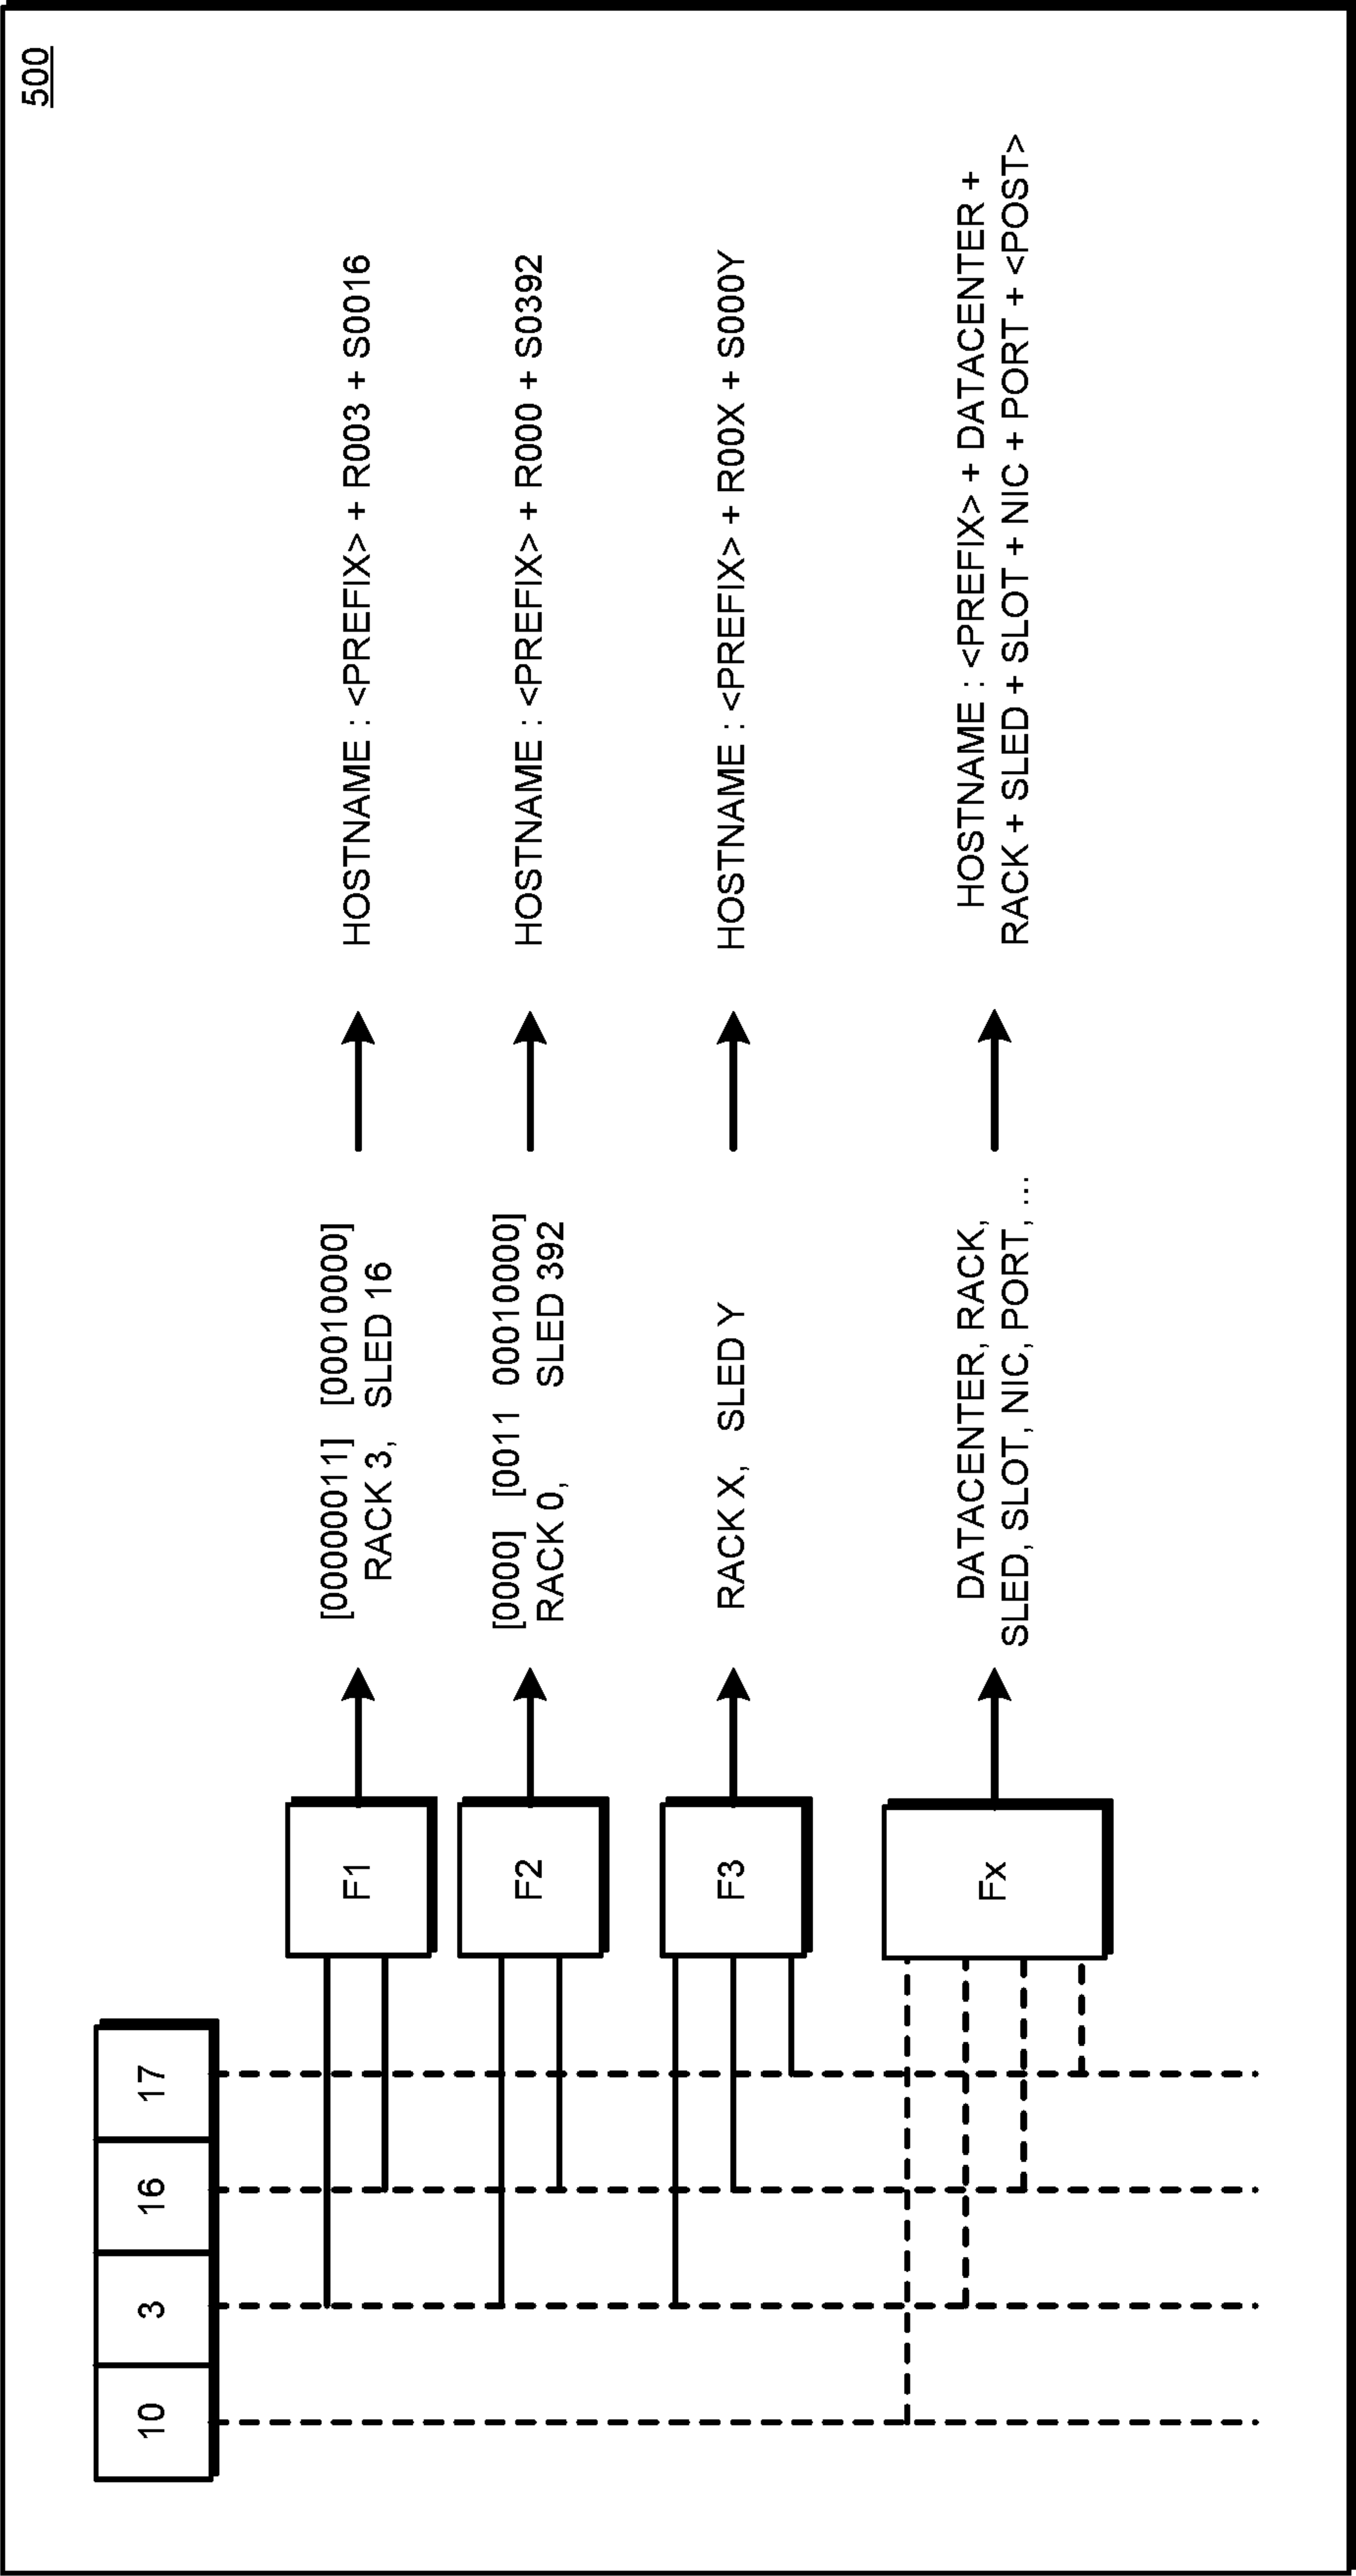 500
10 3 16 17
F1
[00000011] [00010000]
RACK 3, SLED 16
HOSTNAME : <PREFIX> + R003 + S0016
F2
[0000] [0011 00010000]
RACK 0, SLED 392
HOSTNAME : <PREFIX> + R000 + S0392
F3
RACK X, SLED Y
HOSTNAME : <PREFIX> + R00X + S000Y
Fx
DATACENTER, RACK,
SLED, SLOT, NIC, PORT, ...
HOSTNAME : <PREFIX> + DATACENTER +
RACK + SLED + SLOT + NIC + PORT + <POST>